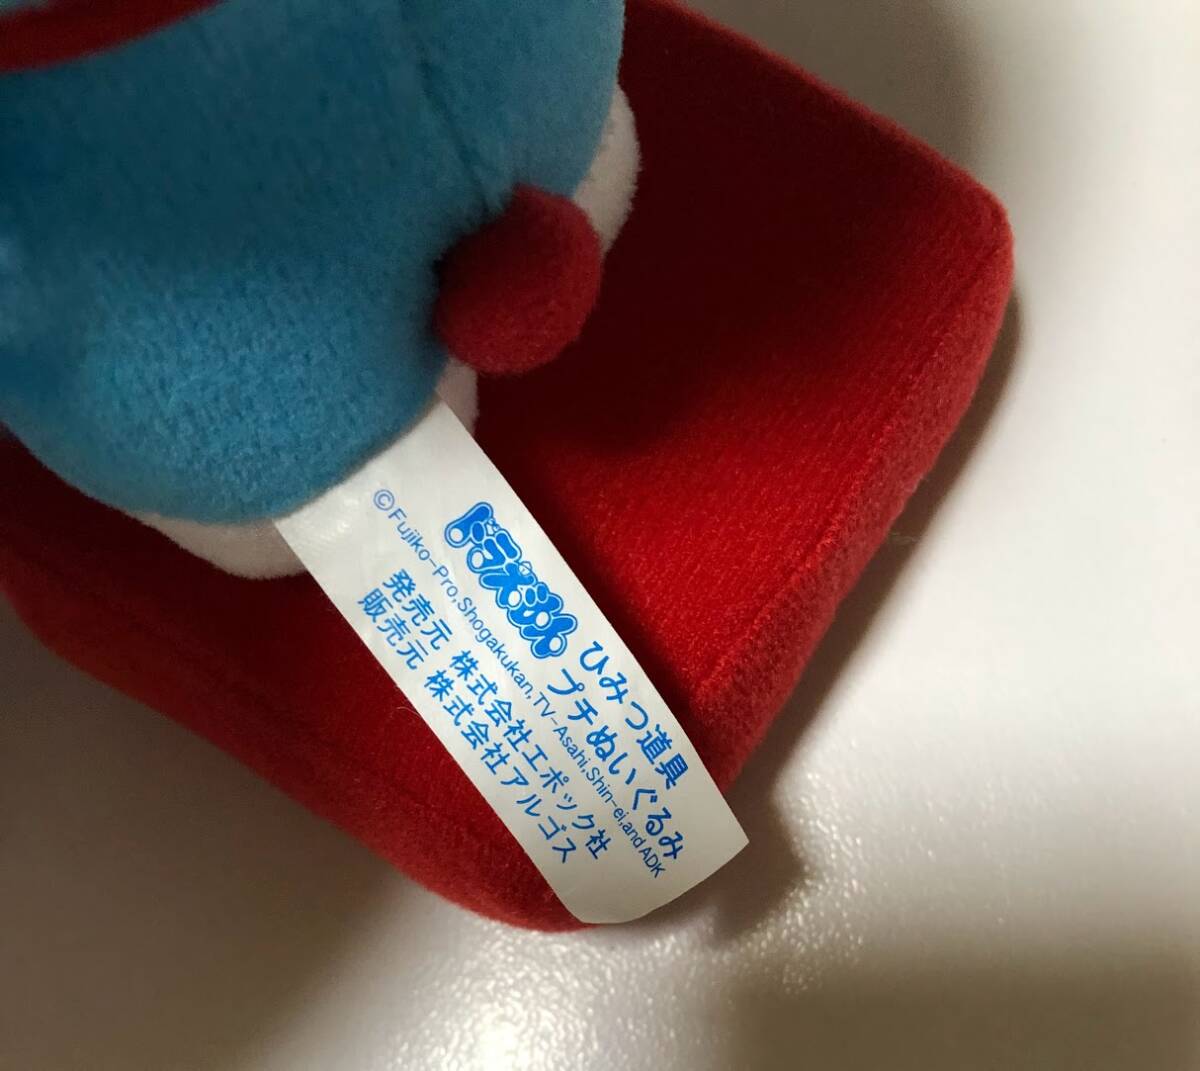 ドラえもん
ひみつ道具
プチぬいぐるみ
©Fujiko-Pro,Shogakukan,TV-Asahi,Shin-ei,and ADK
発売元 株式会社エポック社
販売元 株式会社アルゴス